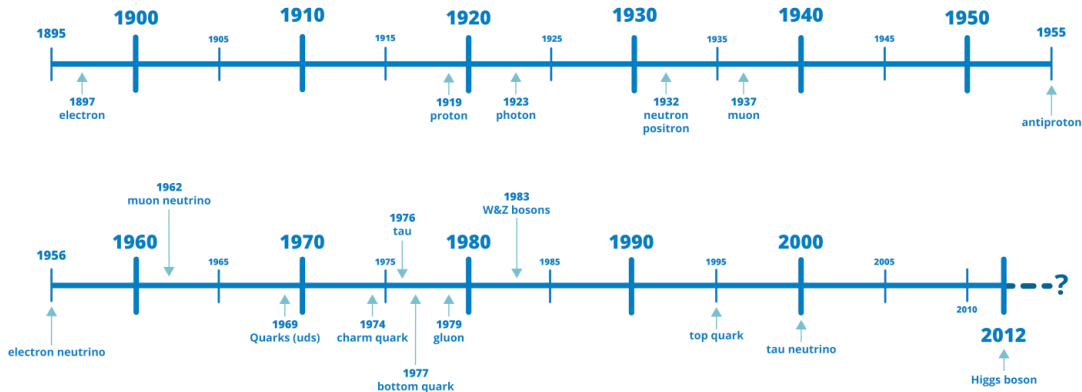 1895
1900
1905
1910
1915
1920
1925
1930
1935
1940
1945
1950
1955
1897
electron
1919
proton
1923
photon
1932
neutron
positron
1937
muon
antiproton
1962
muon neutrino
1976
tau
1983
W&Z bosons
1956
1960
1965
1970
1975
1980
1985
1990
1995
2000
2005
2010
?
2012
electron neutrino
1969
Quarks (uds)
1974
charm quark
1977
bottom quark
1979
gluon
top quark
tau neutrino
Higgs boson